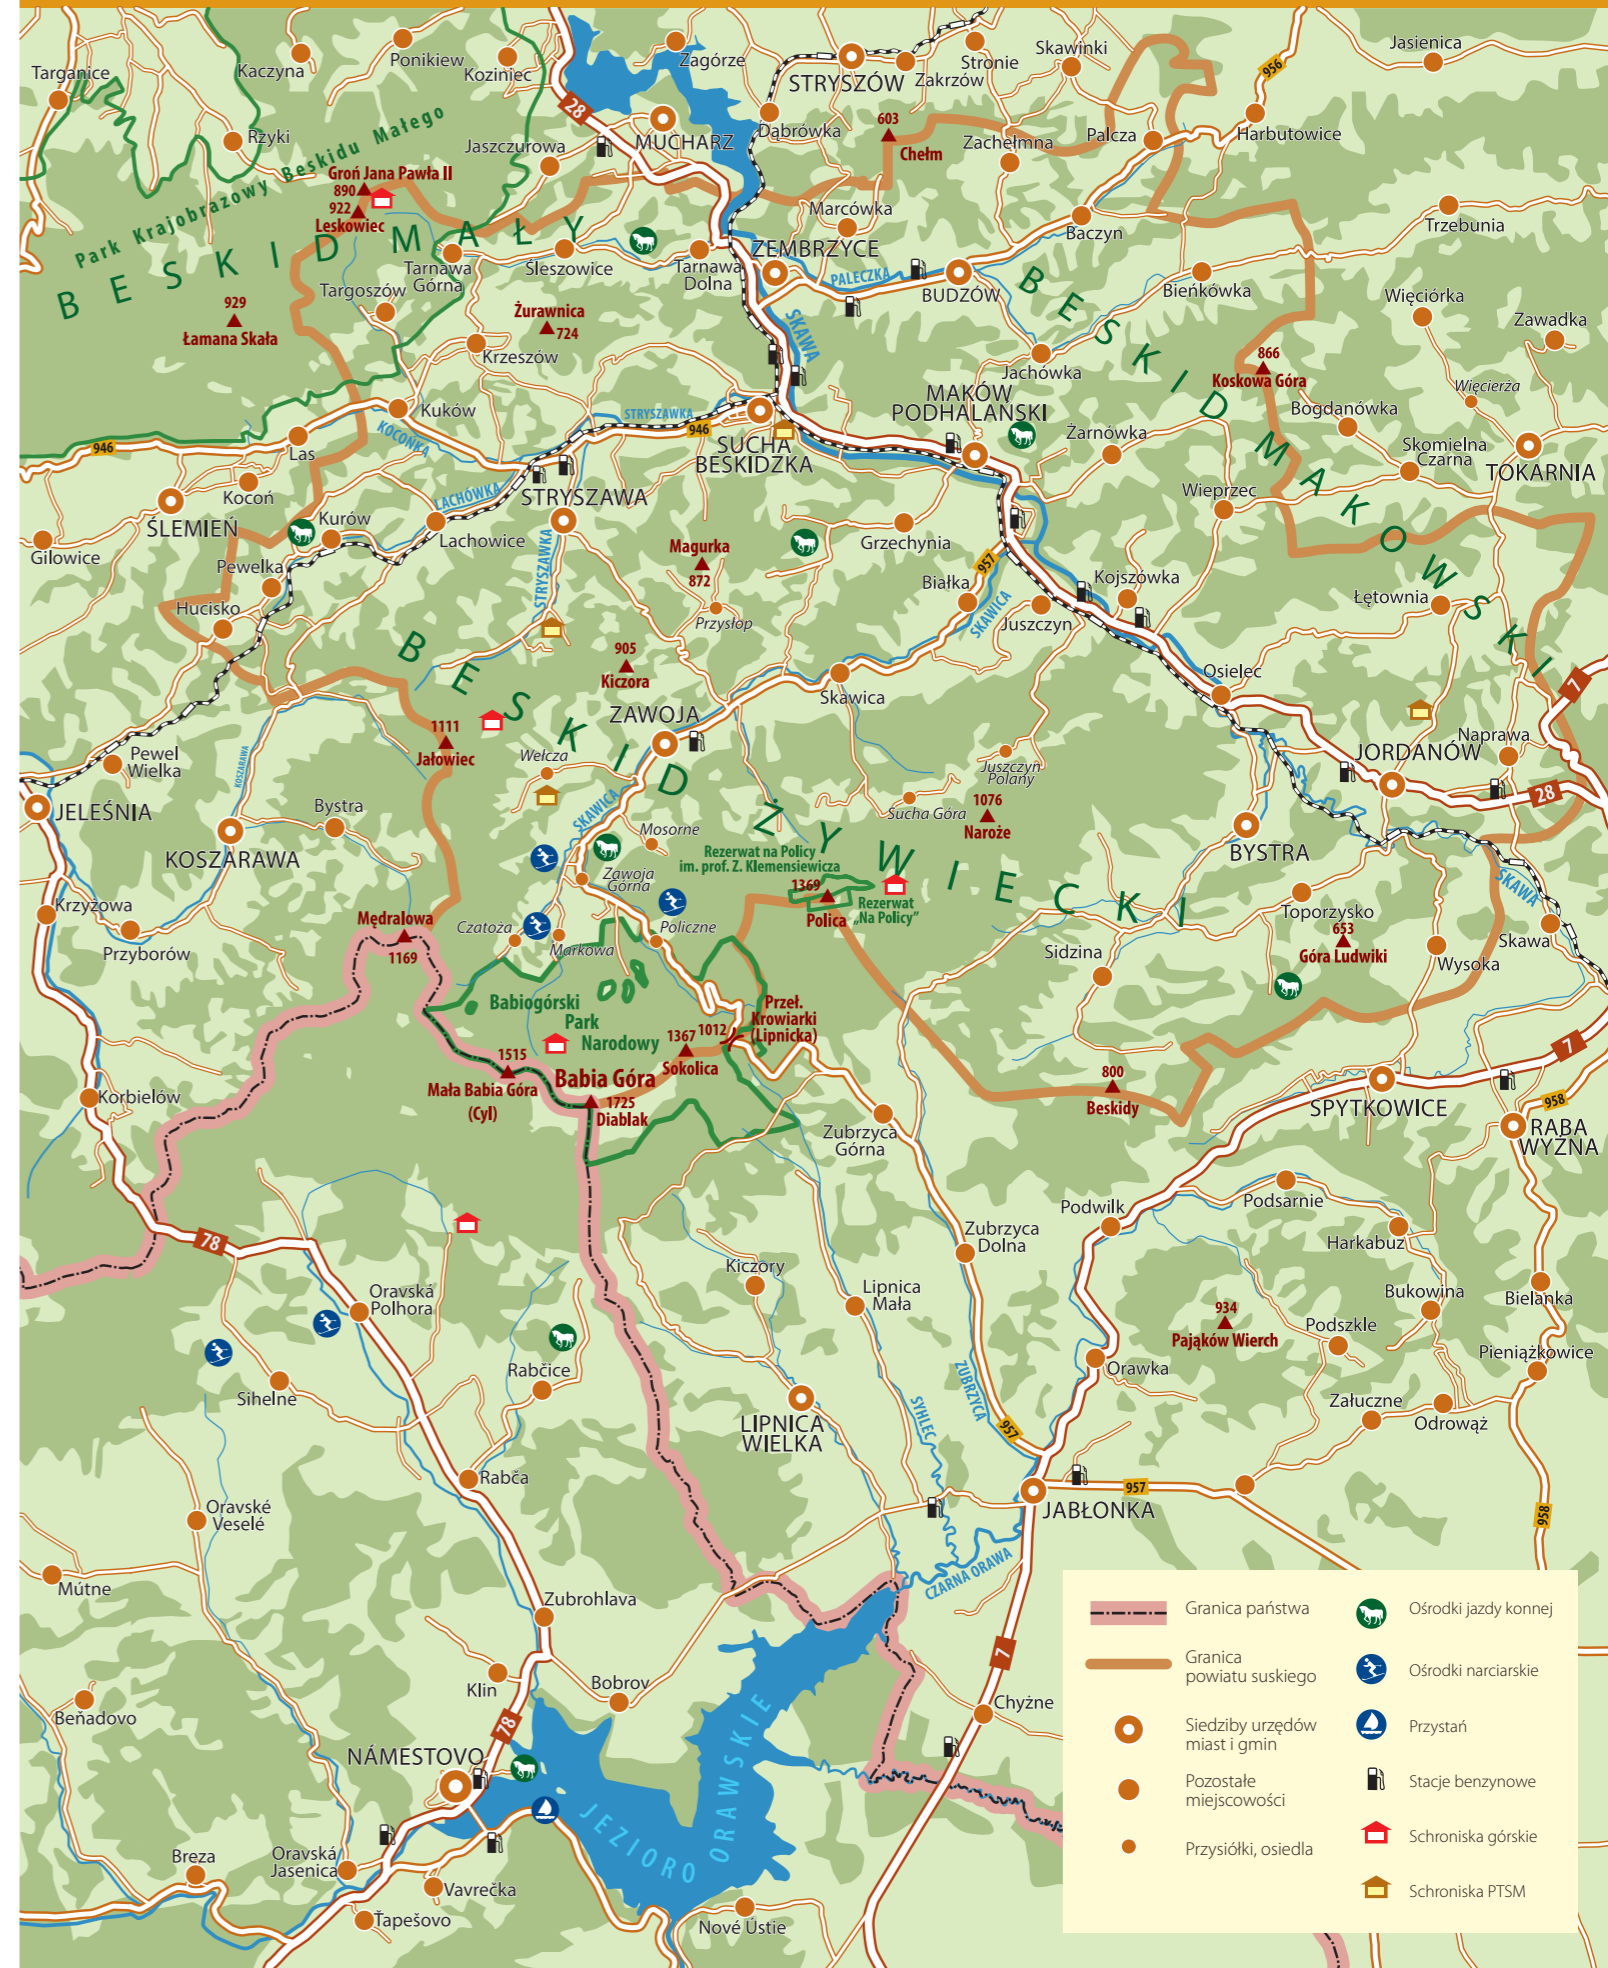 Targanice
Kaczyna
Ponikiew
Koziniec
Zagórze
STRYSZÓW
Zakrzów
Stronie
Skawinki
956
Jasienica
Rzyki
28
Jaszczurowa
MUCHARZ
Dąbrówka
603
Chełm
Zachełmna
Palcza
Harbutowice
Park Krajobrazowy Beskidu Małego
Groń Jana Pawła II
890
922
Leskowiec
BESKID MAŁY
Marcówka
Baczyn
Trzebunia
Tarnawa
Górna
Śleszowice
Tarnawa
Dolna
ZEMBRZYCE
PALECZKA
BUDZÓW
Bieńkówka
Więciórka
Zawadka
Targoszów
929
Łamana Skała
Żurawnica
724
SKAWA
Krzeszów
Jachówka
866
Koskowa Góra
Więcierża
BESKID MAKOWSKI
Kuków
KOCOŃKA
STRYSZAWKA
946
946
SUCHA
BESKIDZKA
MAKÓW
PODHALAŃSKI
Żarnówka
Bogdanówka
Skomielna
Czarna
TOKARNIA
Las
Kocoń
ŚLEMIEŃ
LACHÓWKA
STRYSZAWA
Wieprzec
Gilowice
Kurów
Lachowice
Pewelka
Magurka
872
Grzechynia
957
Białka
SKAWICA
Juszczyn
Kojszówka
Łętownia
Hucisko
STRYSZAWKA
Przysłop
BESKID ŻYWIECKI
905
Kiczora
Skawica
Osielec
7
1111
Jałowiec
ZAWOJA
Wełcza
Juszczyn
Polany
Naprawa
JORDANÓW
28
Pewel
Wielka
KOSZARAWA
JELEŚNIA
Bystra
KOSZARAWA
SKAWICA
Mosorne
Sucha Góra
1076
Naroże
BYSTRA
Rezerwat na Policy
im. prof. Z. Klemensiewicza
1369
Polica
Rezerwat
„Na Policy”
Zawoja
Górna
SKAWA
Krzyżowa
Przyborów
Mędralowa
1169
Czatoża
Markowa
Policzne
Sidzina
Toporzysko
653
Góra Ludwiki
Wysoka
Skawa
Babiogórski
Park
Narodowy
Przeł.
Krowiarki
(Lipnicka)
1012
1367
Sokolica
1515
Mała Babia Góra
(Cyl)
Babia Góra
1725
Diablak
800
Beskidy
7
SPYTKOWICE
958
RABA
WYŻNA
Korbielów
Zubrzyca
Górna
Podwilk
Podsarnie
Harkabuz
78
Zubrzyca
Dolna
Kiczory
Lipnica
Mała
Oravská
Polhora
Bukowina
Bielanka
934
Pająków Wierch
Podszkle
Pieniążkowice
Orawka
Sihelne
Rabčice
LIPNICA
WIELKA
SYHLEC
ZUBRZYCA
957
Załuczne
Odrowąż
Rabča
957
JABŁONKA
958
Oravské
Veselé
CZARNA ORAWA
Mútne
Zubrohlava
Klin
Bobrov
Beňadovo
78
7
Chyżne
NÁMESTOVO
JEZIORO ORAWSKIE
Breza
Oravská
Jasenica
Vavrečka
Ťapešovo
Nové Ústie
Granica państwa
Granica
powiatu suskiego
Siedziby urzędów
miast i gmin
Pozostałe
miejscowości
Przysiółki, osiedla
Ośrodki jazdy konnej
Ośrodki narciarskie
Przystań
Stacje benzynowe
Schroniska górskie
Schroniska PTSM